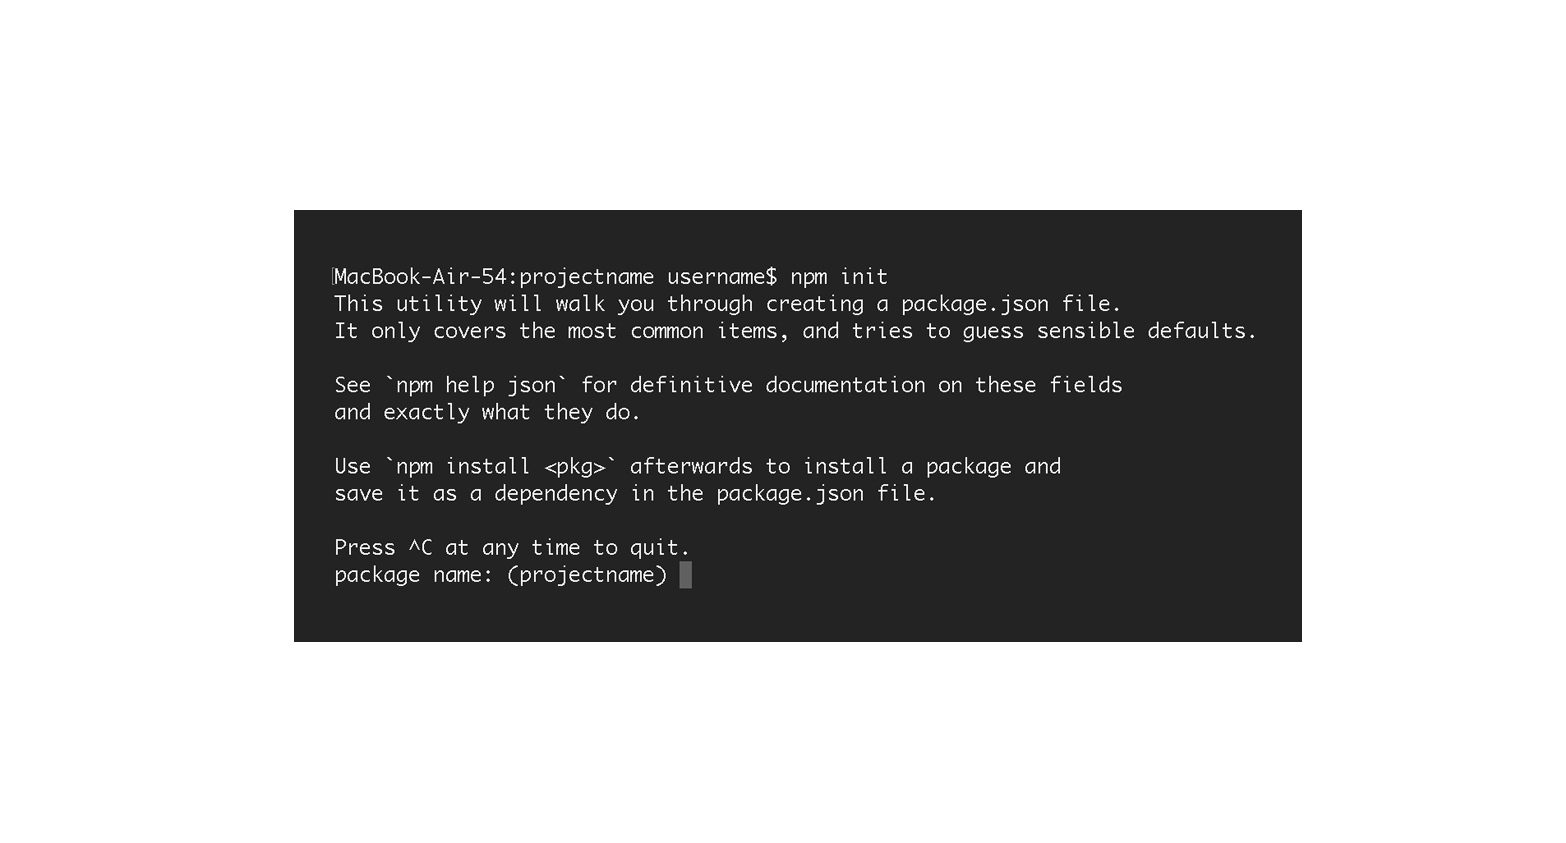 MacBook-Air-54:projectname username$ npm init
This utility will walk you through creating a package.json file.
It only covers the most common items, and tries to guess sensible defaults.
See `npm help json` for definitive documentation on these fields
and exactly what they do.
Use `npm install <pkg>` afterwards to install a package and
save it as a dependency in the package.json file.
Press ^C at any time to quit.
package name: (projectname)